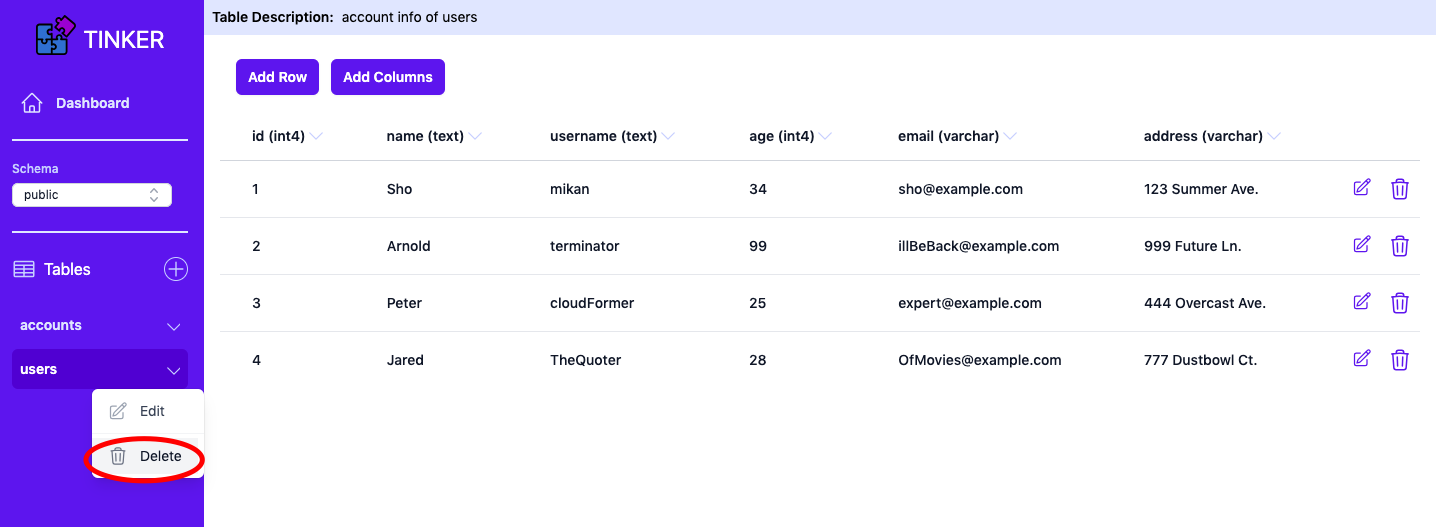 TINKER
Dashboard
Schema
public
Tables
accounts
users
Edit
Delete
Table Description: account info of users
Add Row Add Columns
id (int4) name (text) username (text) age (int4) email (varchar) address (varchar)
1 Sho mikan 34 sho@example.com 123 Summer Ave.
2 Arnold terminator 99 illBeBack@example.com 999 Future Ln.
3 Peter cloudFormer 25 expert@example.com 444 Overcast Ave.
4 Jared TheQuoter 28 OfMovies@example.com 777 Dustbowl Ct.